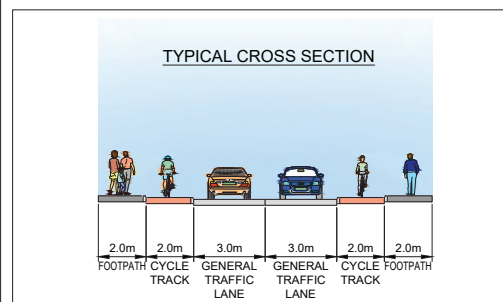 TYPICAL CROSS SECTION
2.0m 2.0m 3.0m 3.0m 2.0m 2.0m
FOOTPATH CYCLE GENERAL GENERAL CYCLE FOOTPATH
TRACK TRAFFIC TRAFFIC TRACK
LANE LANE